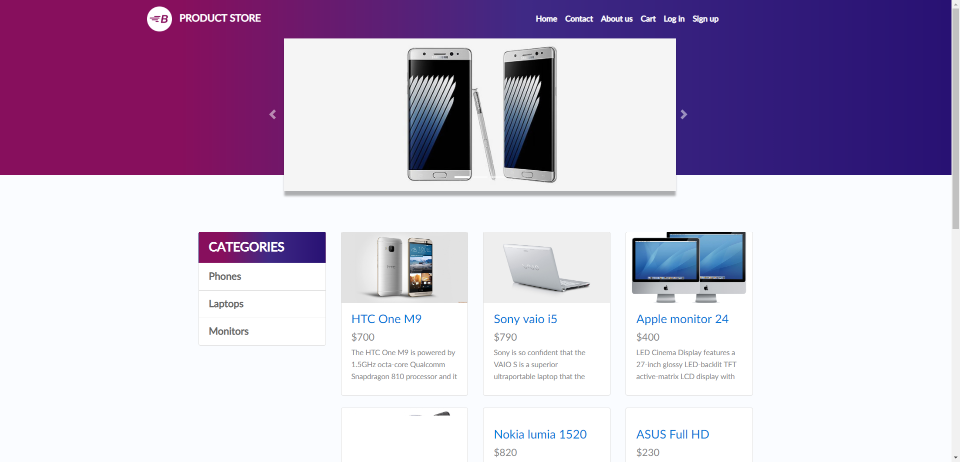 B PRODUCT STORE
Home Contact About us Cart Log in Sign up
CATEGORIES
Phones
Laptops
Monitors
HTC One M9
$700
The HTC One M9 is powered by
1.5GHz octa-core Qualcomm
Snapdragon 810 processor and it
Sony vaio i5
$790
Sony is so confident that the
VAIO S is a superior
ultraportable laptop that the
Apple monitor 24
$400
LED Cinema Display features a
27-inch glossy LED-backlit TFT
active-matrix LCD display with
Nokia lumia 1520
$820
ASUS Full HD
$230